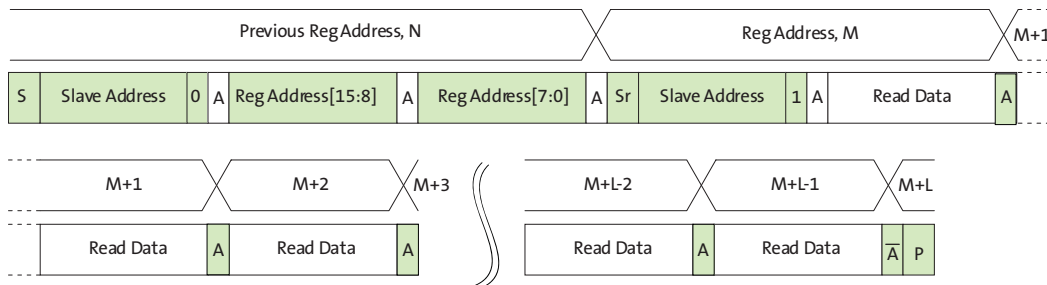 Previous Reg Address, N Reg Address, M M+1
S Slave Address 0 A Reg Address[15:8] A Reg Address[7:0] A Sr Slave Address 1 A Read Data A
M+1 M+2 M+3 M+L-2 M+L-1 M+L
Read Data A Read Data A Read Data A Read Data A̅ P